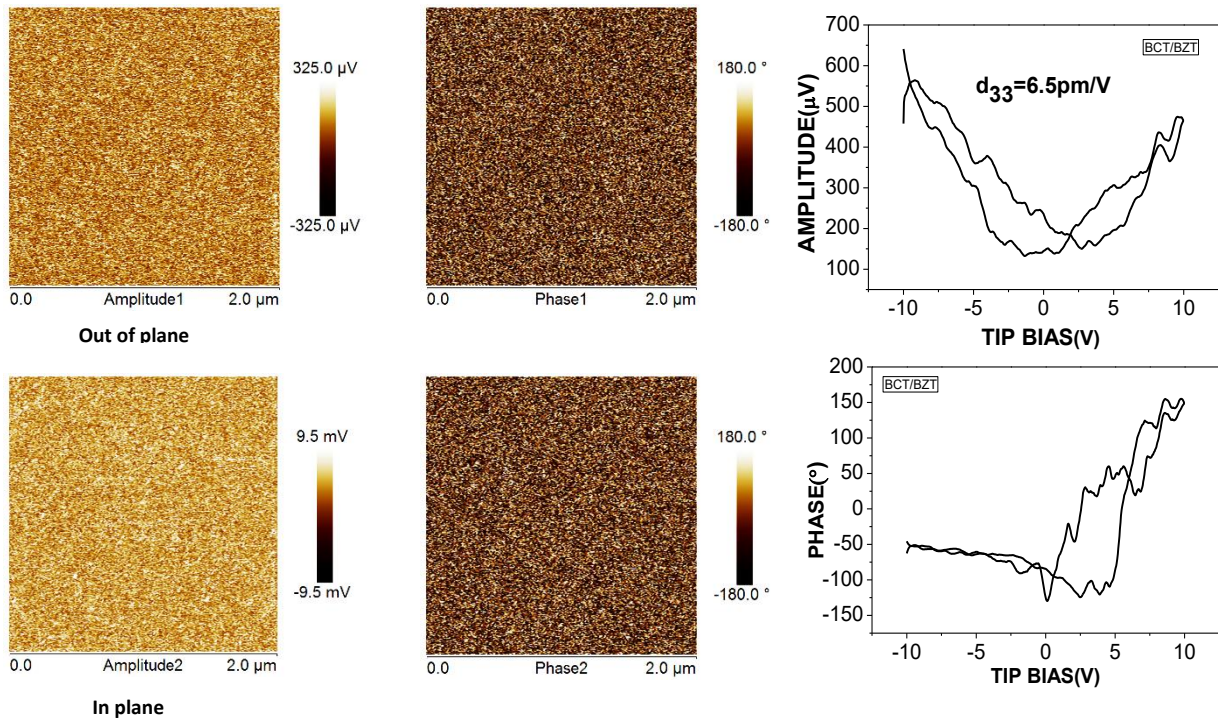 325.0 µV
-325.0 µV
0.0 Amplitude1 2.0 µm
Out of plane
180.0 °
-180.0 °
0.0 Phase1 2.0 µm
BCT/BZT
d33=6.5pm/V
AMPLITUDE(µV)
700
600
500
400
300
200
100
-10 -5 0 5 10
TIP BIAS(V)
9.5 mV
-9.5 mV
0.0 Amplitude2 2.0 µm
In plane
180.0 °
-180.0 °
0.0 Phase2 2.0 µm
BCT/BZT
PHASE(°)
200
150
100
50
0
-50
-100
-150
-10 -5 0 5 10
TIP BIAS(V)